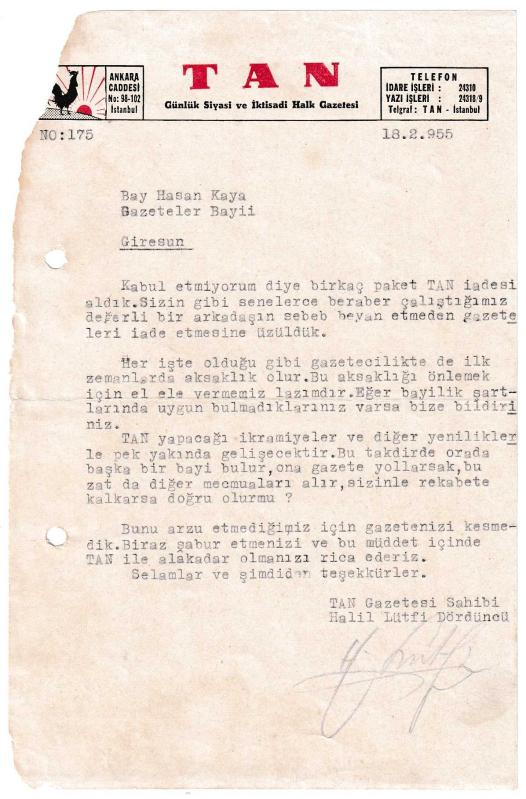 ANKARA
CADDESİ
No: 98-102
İstanbul
TAN
Günlük Siyasi ve İktisadi Halk Gazetesi
TELEFON
İDARE İŞLERİ : 24310
YAZI İŞLERİ : 24318/9
Telgraf : TAN - İstanbul
NO:175
18.2.955
Bay Hasan Kaya
Gazeteler Bayii
Giresun
Kabul etmiyorum diye birkaç paket TAN iadesi
aldık.Sizin gibi senelerce beraber çalıştığımız
değerli bir arkadaşın sebeb beyan etmeden gazete
leri iade etmesine üzüldük.
Her işte olduğu gibi gazetecilikte de ilk
zemanlarda aksaklık olur.Bu aksaklığı önlemek
için el ele vermemiz lazımdır.Eğer bayilik şart-
larında uygun bulmadıklarınız varsa bize bildiri
niz.
TAN yapacağı ikramiyeler ve diğer yenilikler
le pek yakında gelişecektir.Bu takdirde orada
başka bir bayi bulur,ona gazete yollarsak,bu
zat da diğer mecmuaları alır,sizinle rekabete
kalkarsa doğru olurmu ?
Bunu arzu etmediğimiz için gazetenizi kesme-
dik.Biraz sabur etmenizi ve bu müddet içinde
TAN ile alakadar olmanızı rica ederiz.
Selamlar ve şimdiden teşekkürler.
TAN Gazetesi Sahibi
Halil Lütfi Dördüncü